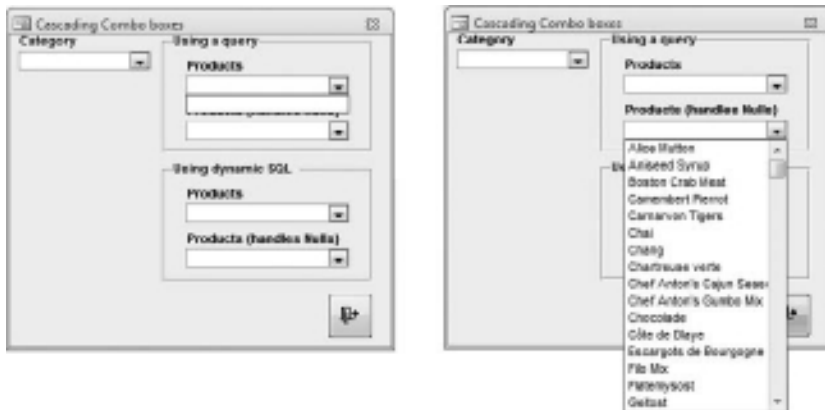 Cascading Combo boxes
Category
Using a query
Products
Products (handles Nulls)
Using dynamic SQL
Products
Products (handles Nulls)
Cascading Combo boxes
Category
Using a query
Products
Products (handles Nulls)
Alice Mutton
Aniseed Syrup
Boston Crab Meat
Camembert Pierrot
Carnarvon Tigers
Chai
Chang
Chartreuse verte
Chef Anton's Cajun Seas
Chef Anton's Gumbo Mix
Chocolade
Côte de Blaye
Escargots de Bourgogne
Filo Mix
Fløtemysost
Geitost